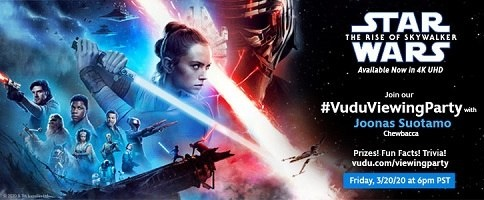 STAR
THE RISE OF SKYWALKER
WARS
Available Now in 4K UHD
Join our
#VuduViewingParty with
Joonas Suotamo
Chewbacca
Prizes! Fun Facts! Trivia!
vudu.com/viewingparty
Friday, 3/20/20 at 6pm PST